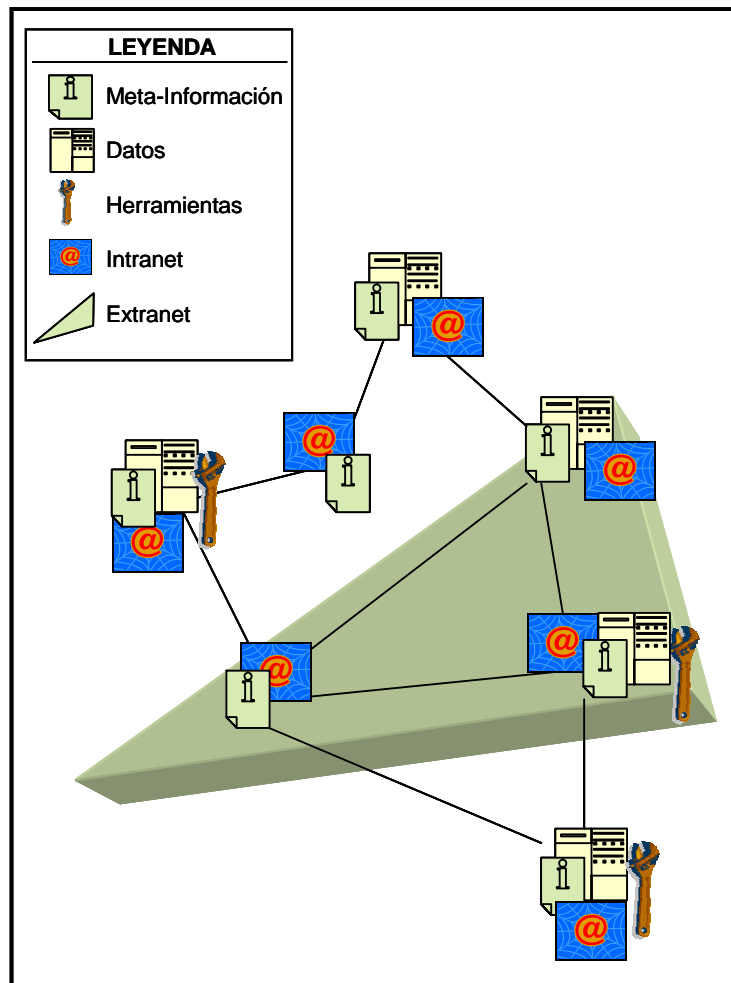 LEYENDA
i Meta-Información
Datos
Herramientas
@ Intranet
Extranet
i @
@ i
i @
i @
@ i
@ i
i @